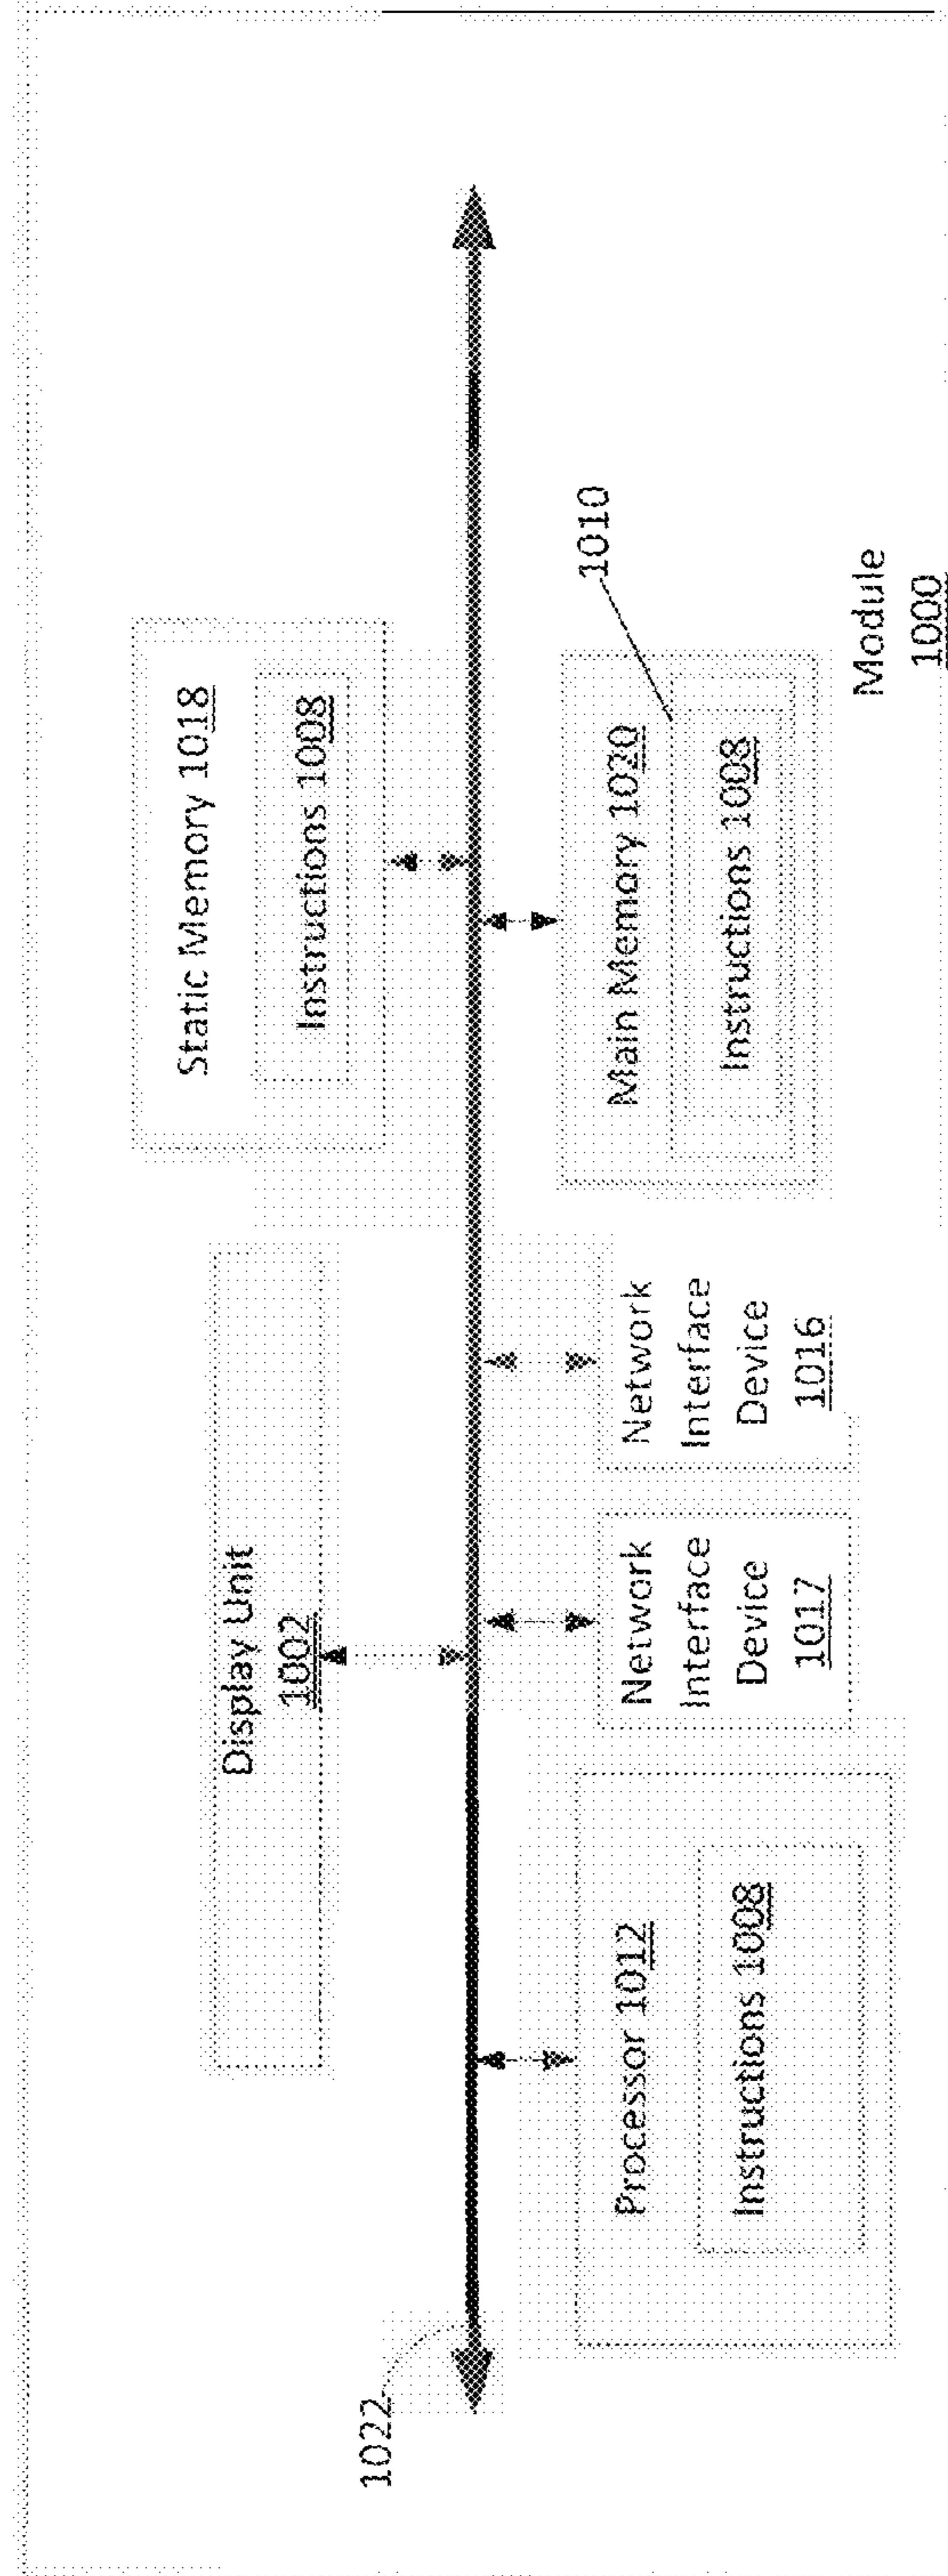 1022
Display Unit
1002
Static Memory 1018
Instructions 1008
Processor 1012
Instructions 1008
Network
Interface
Device
1017
Network
Interface
Device
1016
Main Memory 1020
Instructions 1008
1010
Module
1000